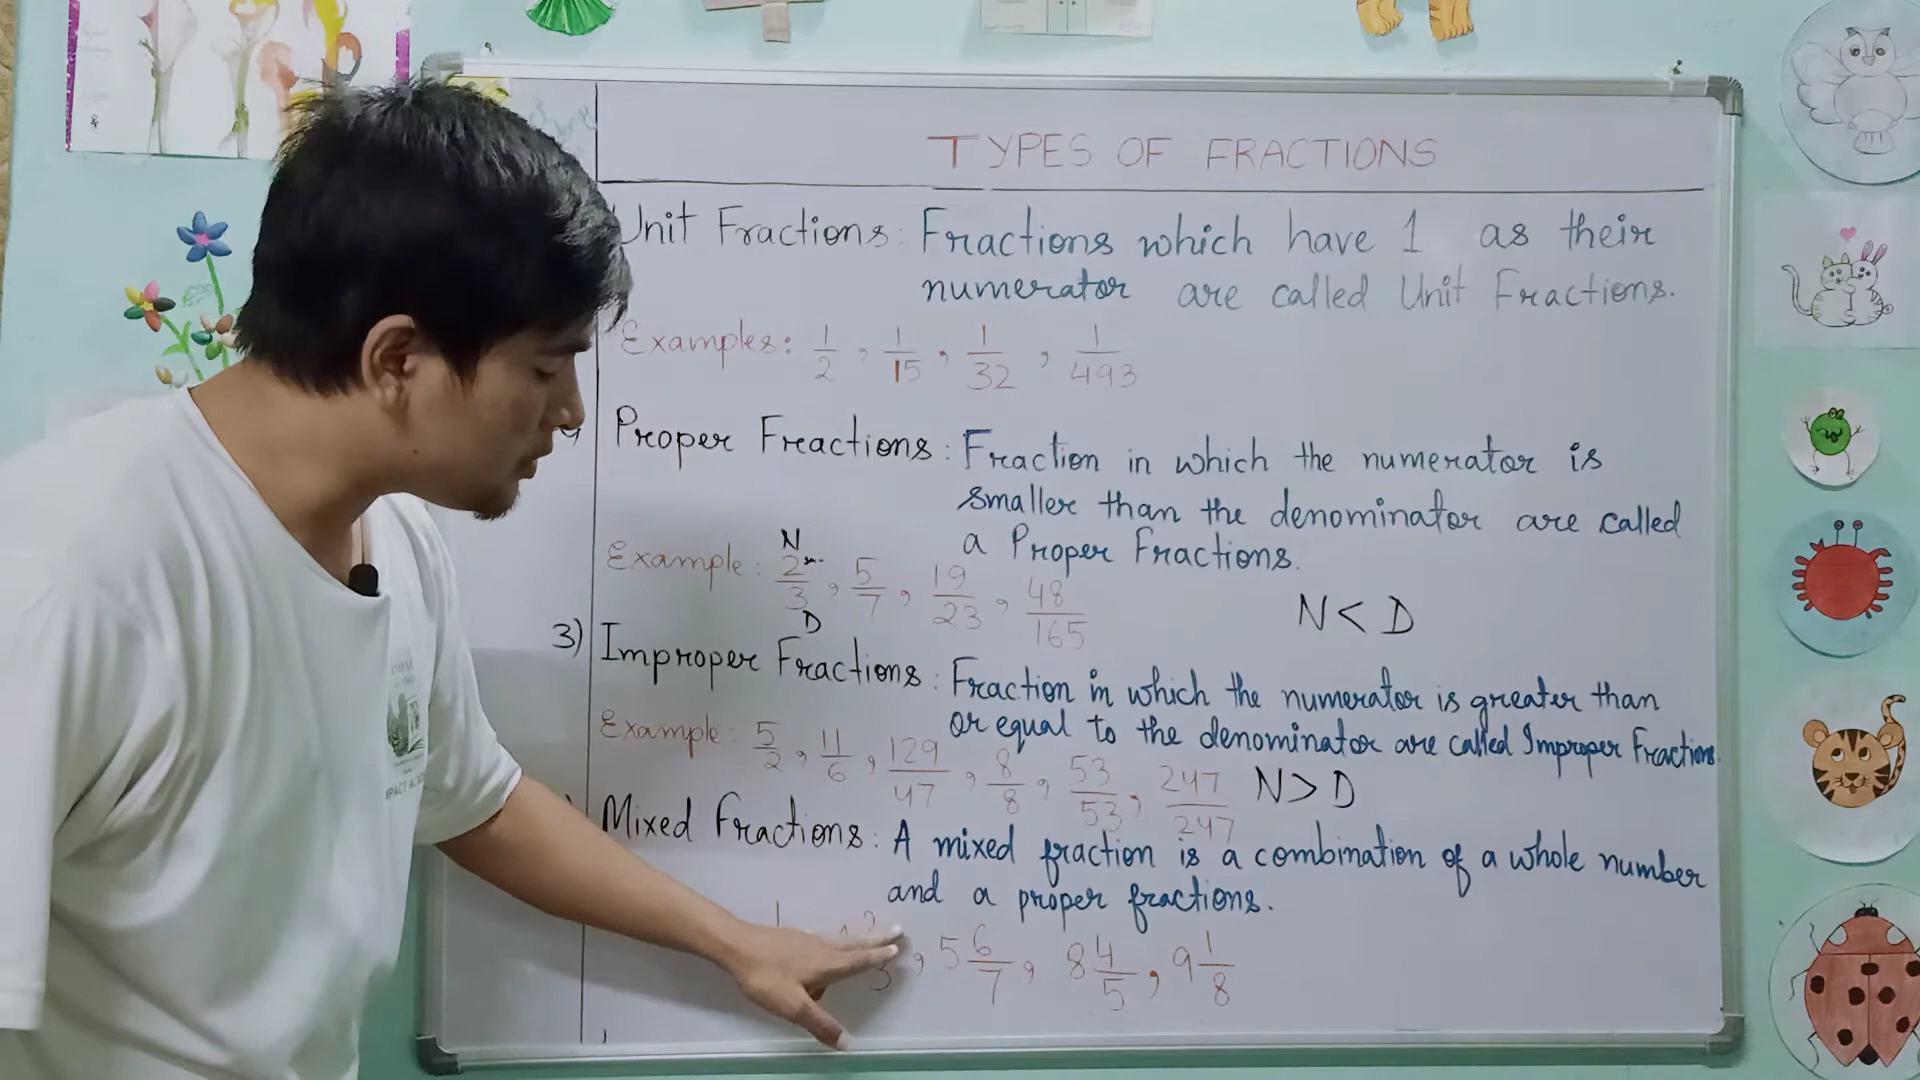 TYPES OF FRACTIONS
Unit Fractions: Fractions which have 1 as their
numerator are called Unit Fractions.
Examples: 1/2, 1/15, 1/32, 1/493
Proper Freactions: Fraction in which the numerator is
smaller than the denominator are called
a Proper Fractions.
N
Example: 2/3, 5/7, 19/23, 48/165
D
N < D
3) Improper Fractions: Fraction in which the numerator is greater than
or equal to the denominator are called Improper Fractions.
Example: 5/2, 11/6, 129/47, 8/8, 53/53, 247/247
N > D
Mixed Fractions: A mixed fraction is a combination of a whole number
and a proper fractions.
, 5 6/7, 8 4/5, 9 1/8